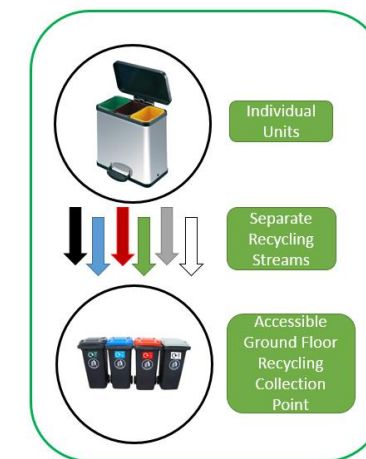 Individual
Units
Separate
Recycling
Streams
Accessible
Ground Floor
Recycling
Collection
Point